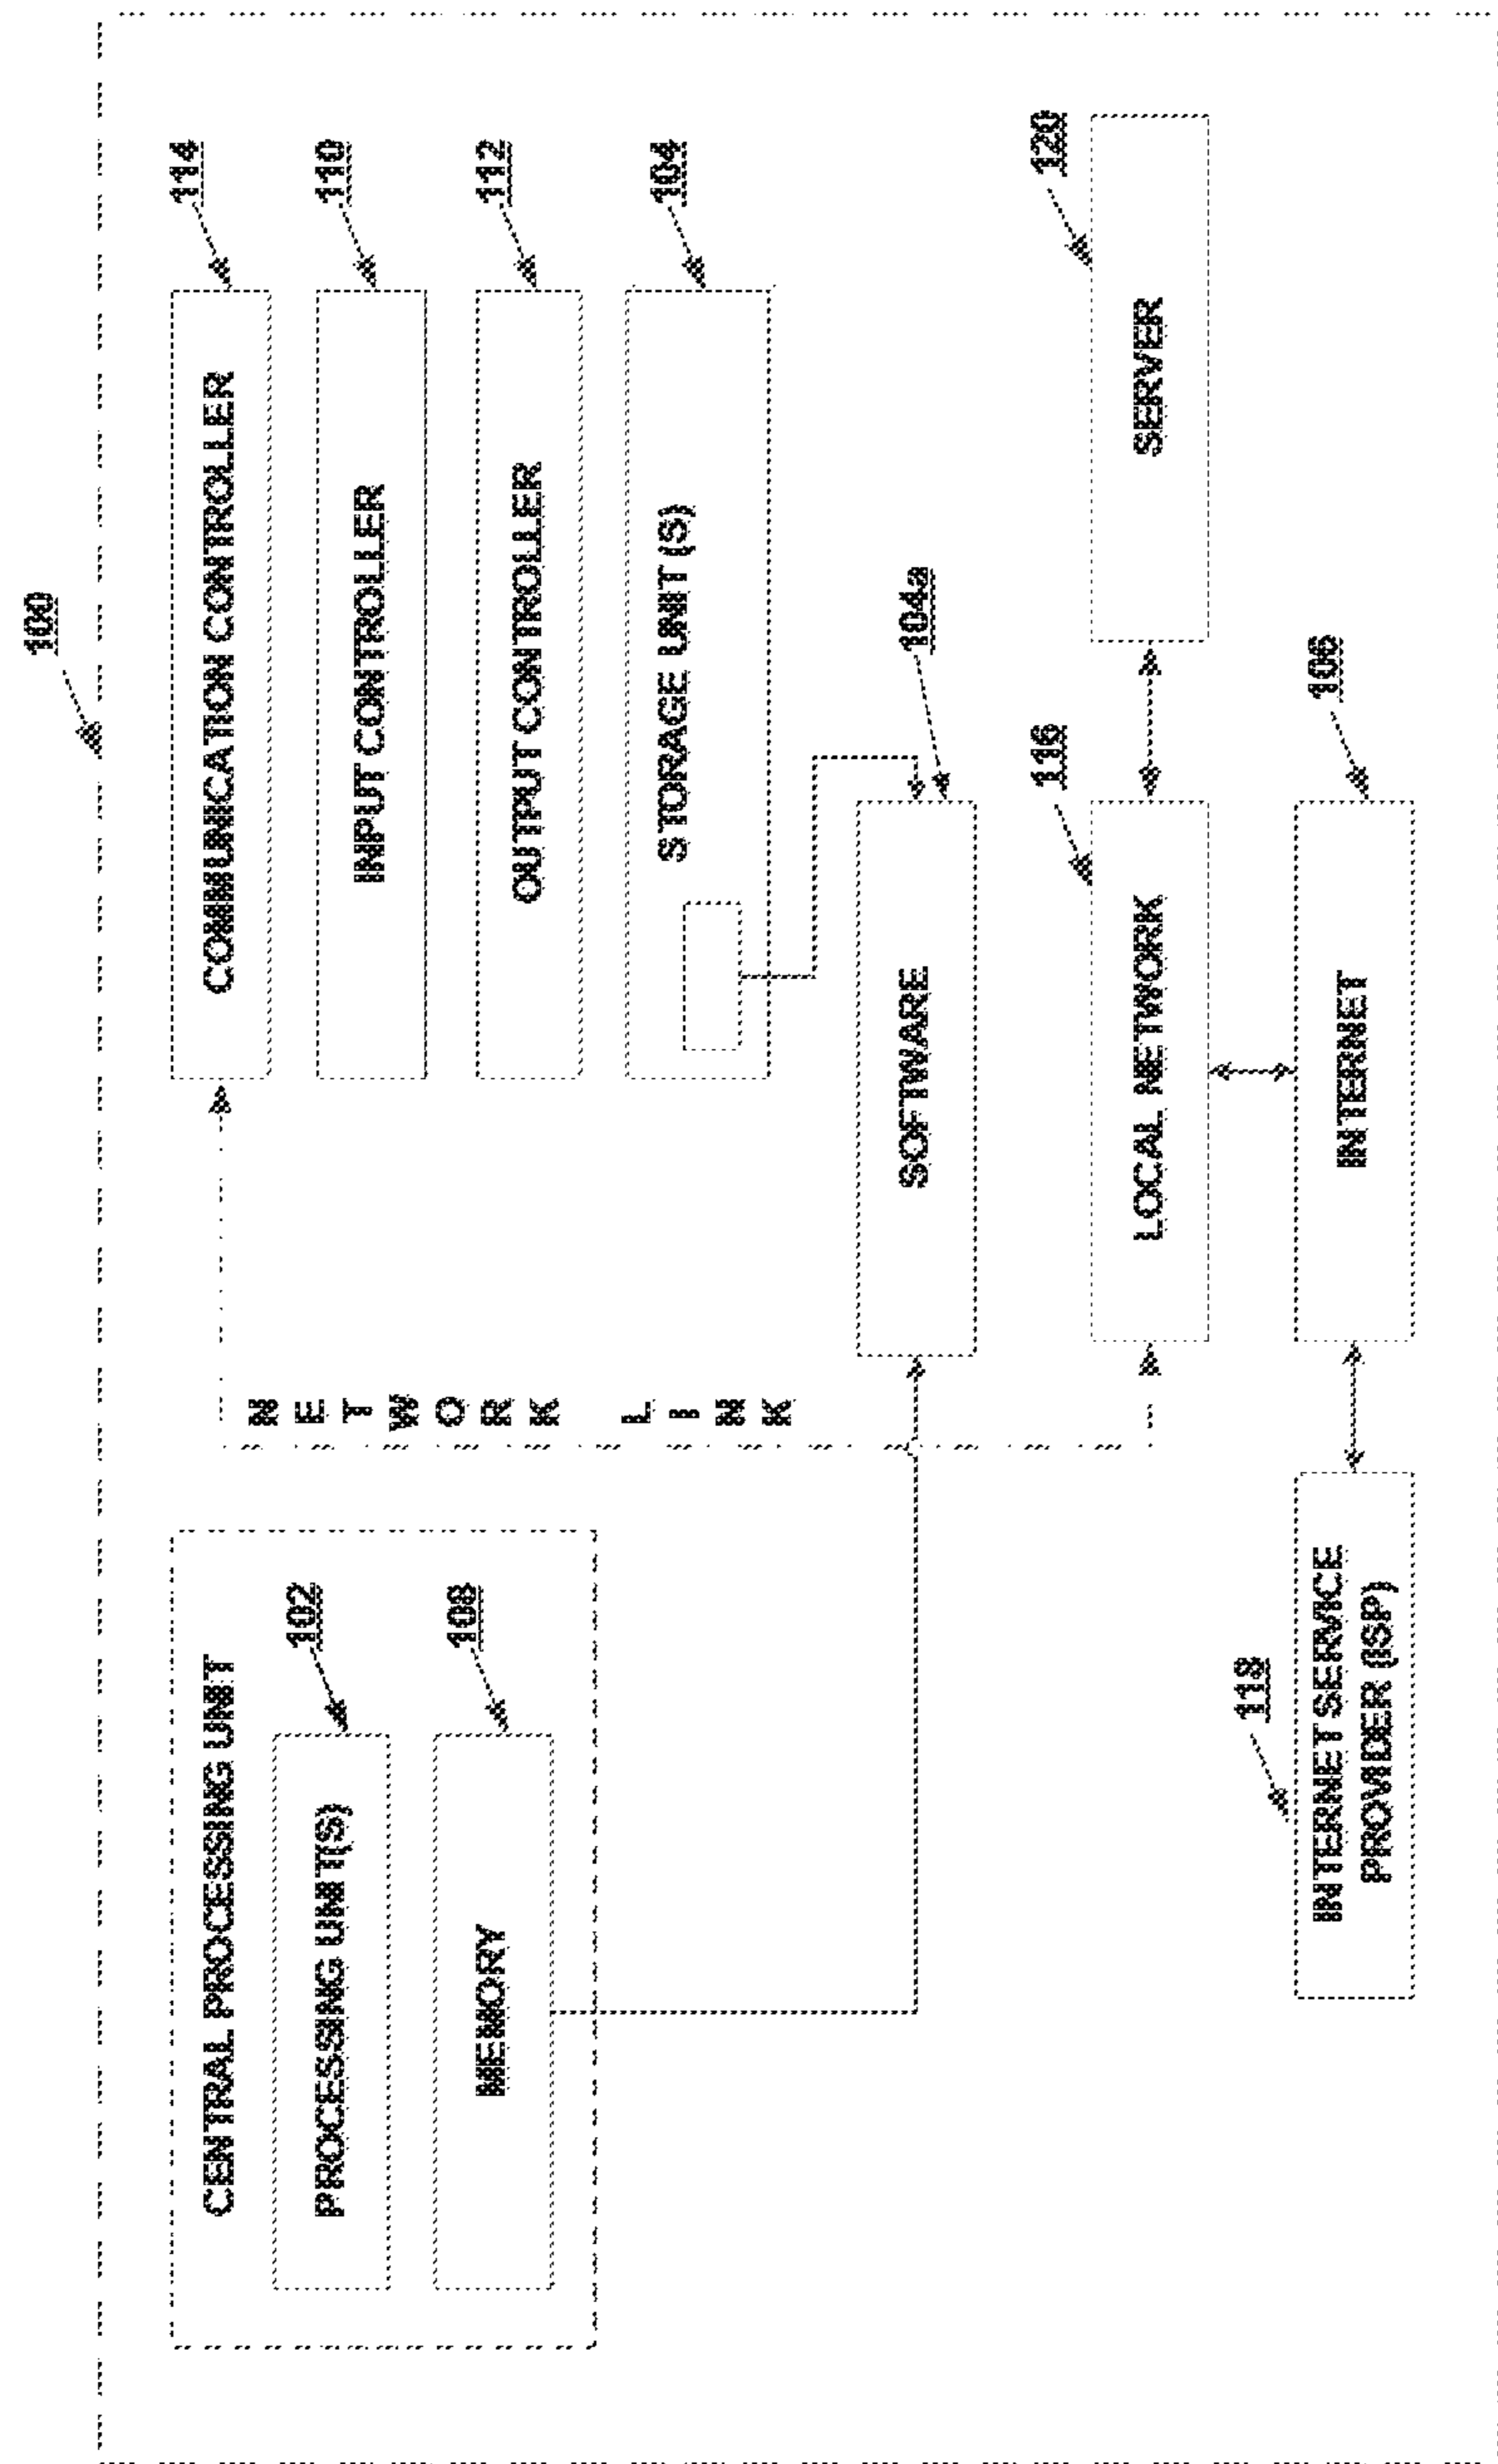 100
CENTRAL PROCESSING UNIT
PROCESSING UNIT(S)
102
MEMORY
108
NETWORK LINK
COMMUNICATION CONTROLLER
114
INPUT CONTROLLER
110
OUTPUT CONTROLLER
112
STORAGE UNIT(S)
104
SOFTWARE
104a
LOCAL NETWORK
116
SERVER
120
INTERNET SERVICE
PROVIDER (ISP)
118
INTERNET
106